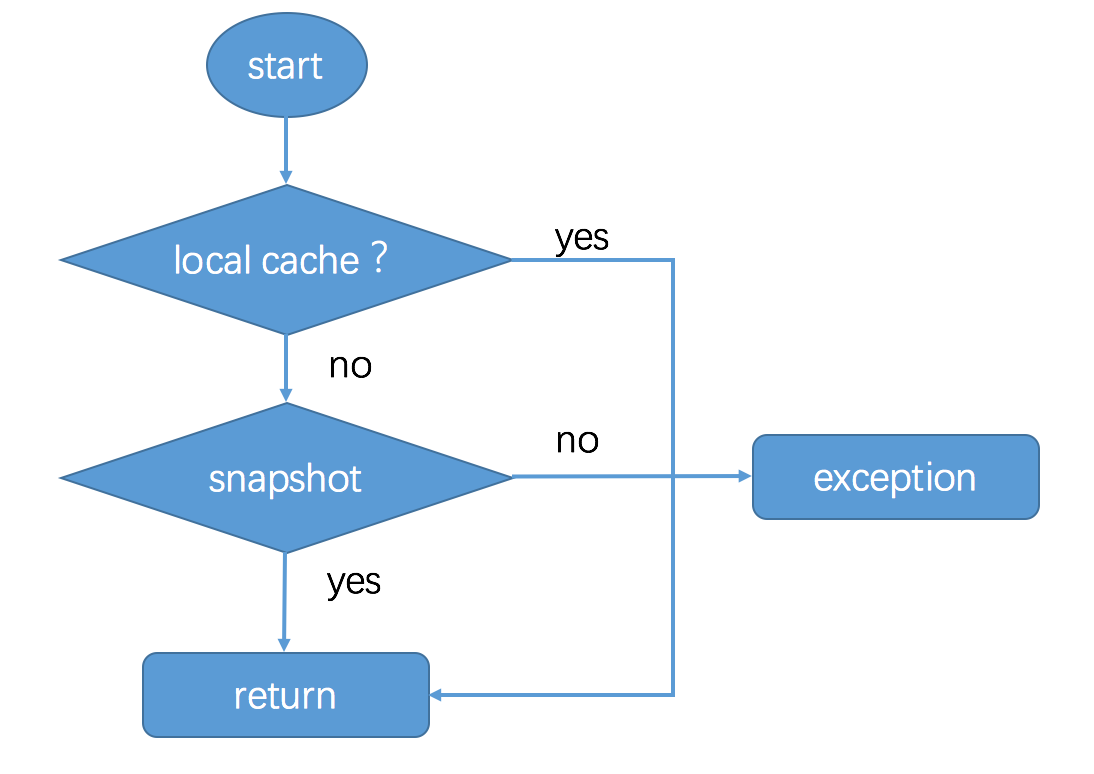 start
local cache？
yes
no
snapshot
no
exception
yes
return